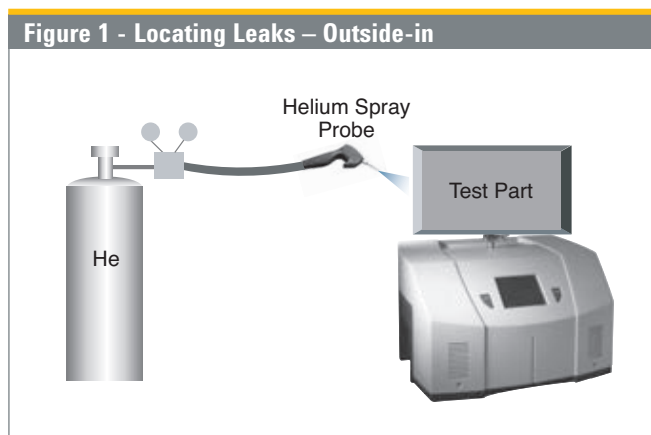 Figure 1 - Locating Leaks – Outside-in
Helium Spray
Probe
Test Part
He